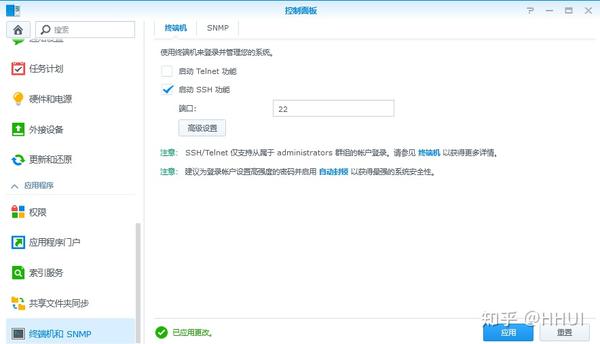 控制面板
搜索
任务计划
硬件和电源
外接设备
更新和还原
应用程序
权限
应用程序门户
索引服务
共享文件夹同步
终端机和 SNMP
终端机
SNMP
使用终端机来登录并管理您的系统。
启动 Telnet 功能
启动 SSH 功能
端口:
22
高级设置
注意: SSH/Telnet 仅支持从属于 administrators 群组的帐户登录。请参见 终端机 以获得更多详情。
注意: 建议为登录帐户设置高强度的密码并启用 自动封锁 以获得最强的系统安全性。
已应用更改。
应用
重置
知乎 @HHUI